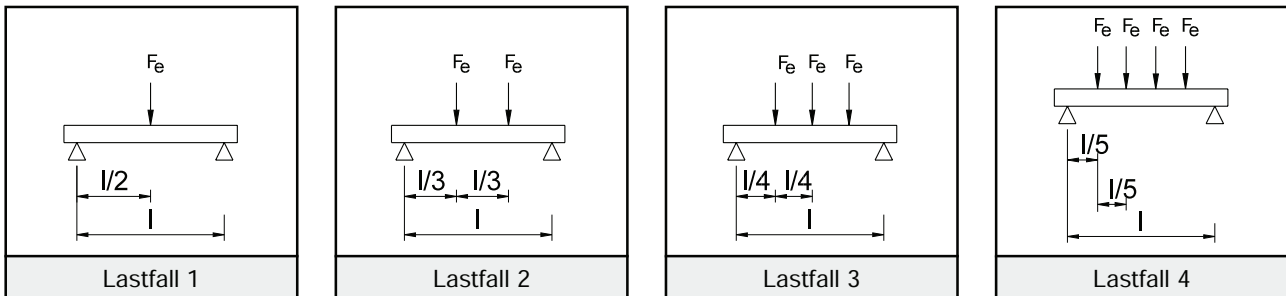 Fe
l/2
l
Lastfall 1
Fe Fe
l/3 l/3
l
Lastfall 2
Fe Fe Fe
l/4 l/4
l
Lastfall 3
Fe Fe Fe Fe
l/5
l/5
l
Lastfall 4